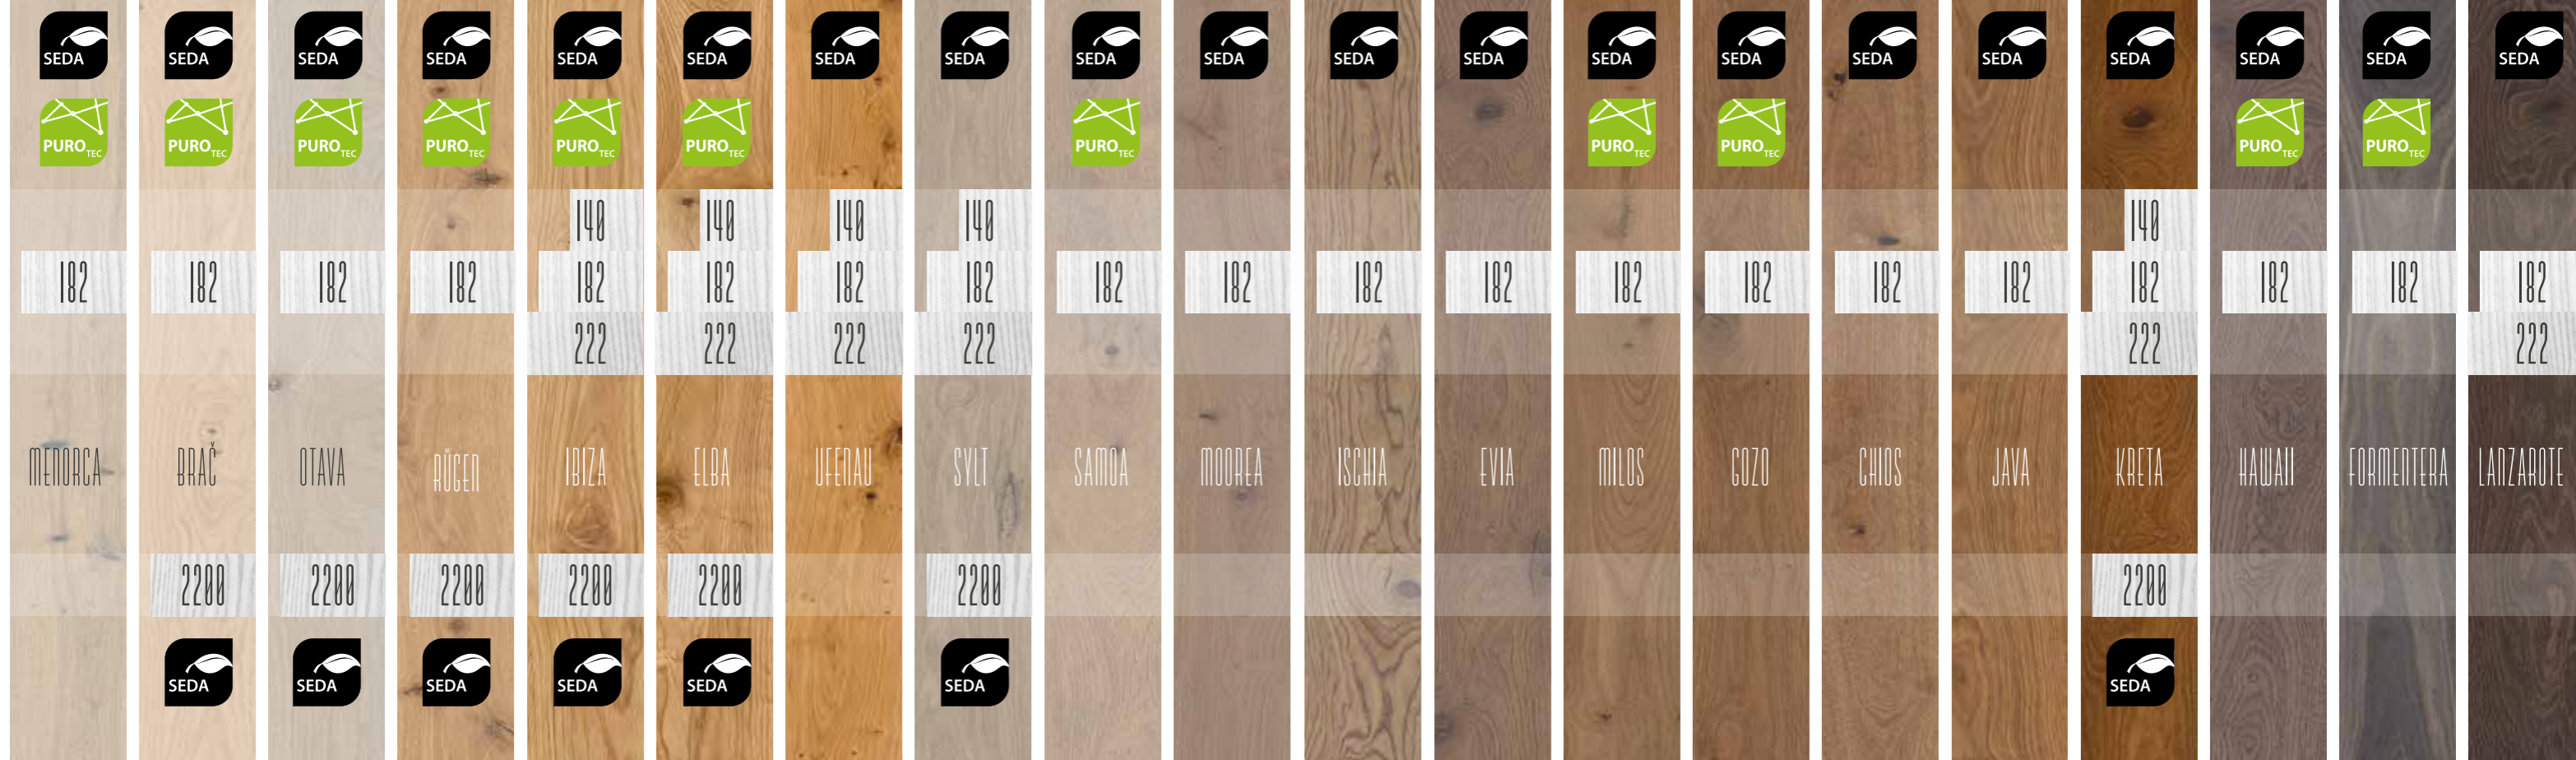 SEDA
PURO TEC
182
MENORCA
SEDA
PURO TEC
182
BRAČ
2200
SEDA
SEDA
PURO TEC
182
OTAVA
2200
SEDA
SEDA
PURO TEC
182
RÜGEN
2200
SEDA
SEDA
PURO TEC
140
182
222
IBIZA
2200
SEDA
SEDA
PURO TEC
140
182
222
ELBA
2200
SEDA
SEDA
140
182
222
UFENAU
SEDA
140
182
222
SYLT
2200
SEDA
SEDA
PURO TEC
182
SAMOA
SEDA
182
MOOREA
SEDA
182
ISCHIA
SEDA
182
EVIA
SEDA
PURO TEC
182
MILOS
SEDA
PURO TEC
182
GOZO
SEDA
182
CHIOS
SEDA
182
JAVA
SEDA
140
182
222
KRETA
2200
SEDA
SEDA
PURO TEC
182
HAWAII
SEDA
PURO TEC
182
FORMENTERA
SEDA
182
222
LANZAROTE